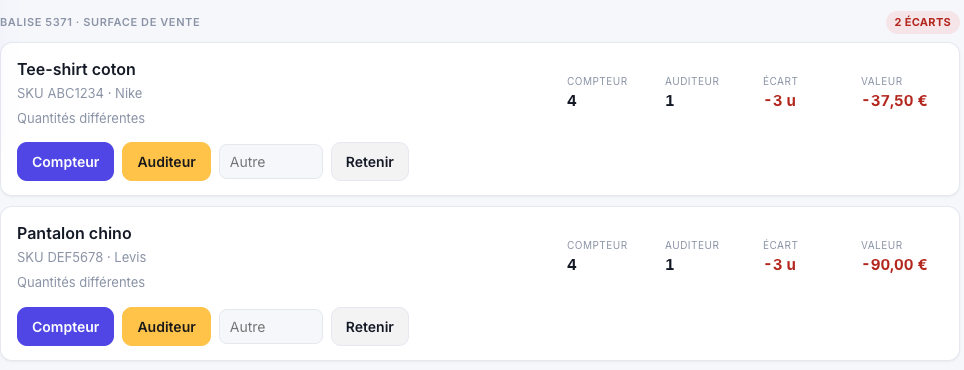 BALISE 5371 · SURFACE DE VENTE
2 ÉCARTS
Tee-shirt coton
SKU ABC1234 · Nike
Quantités différentes
COMPTEUR AUDITEUR ÉCART VALEUR
4 1 -3 u -37,50 €
Compteur Auditeur Autre Retenir
Pantalon chino
SKU DEF5678 · Levis
Quantités différentes
COMPTEUR AUDITEUR ÉCART VALEUR
4 1 -3 u -90,00 €
Compteur Auditeur Autre Retenir